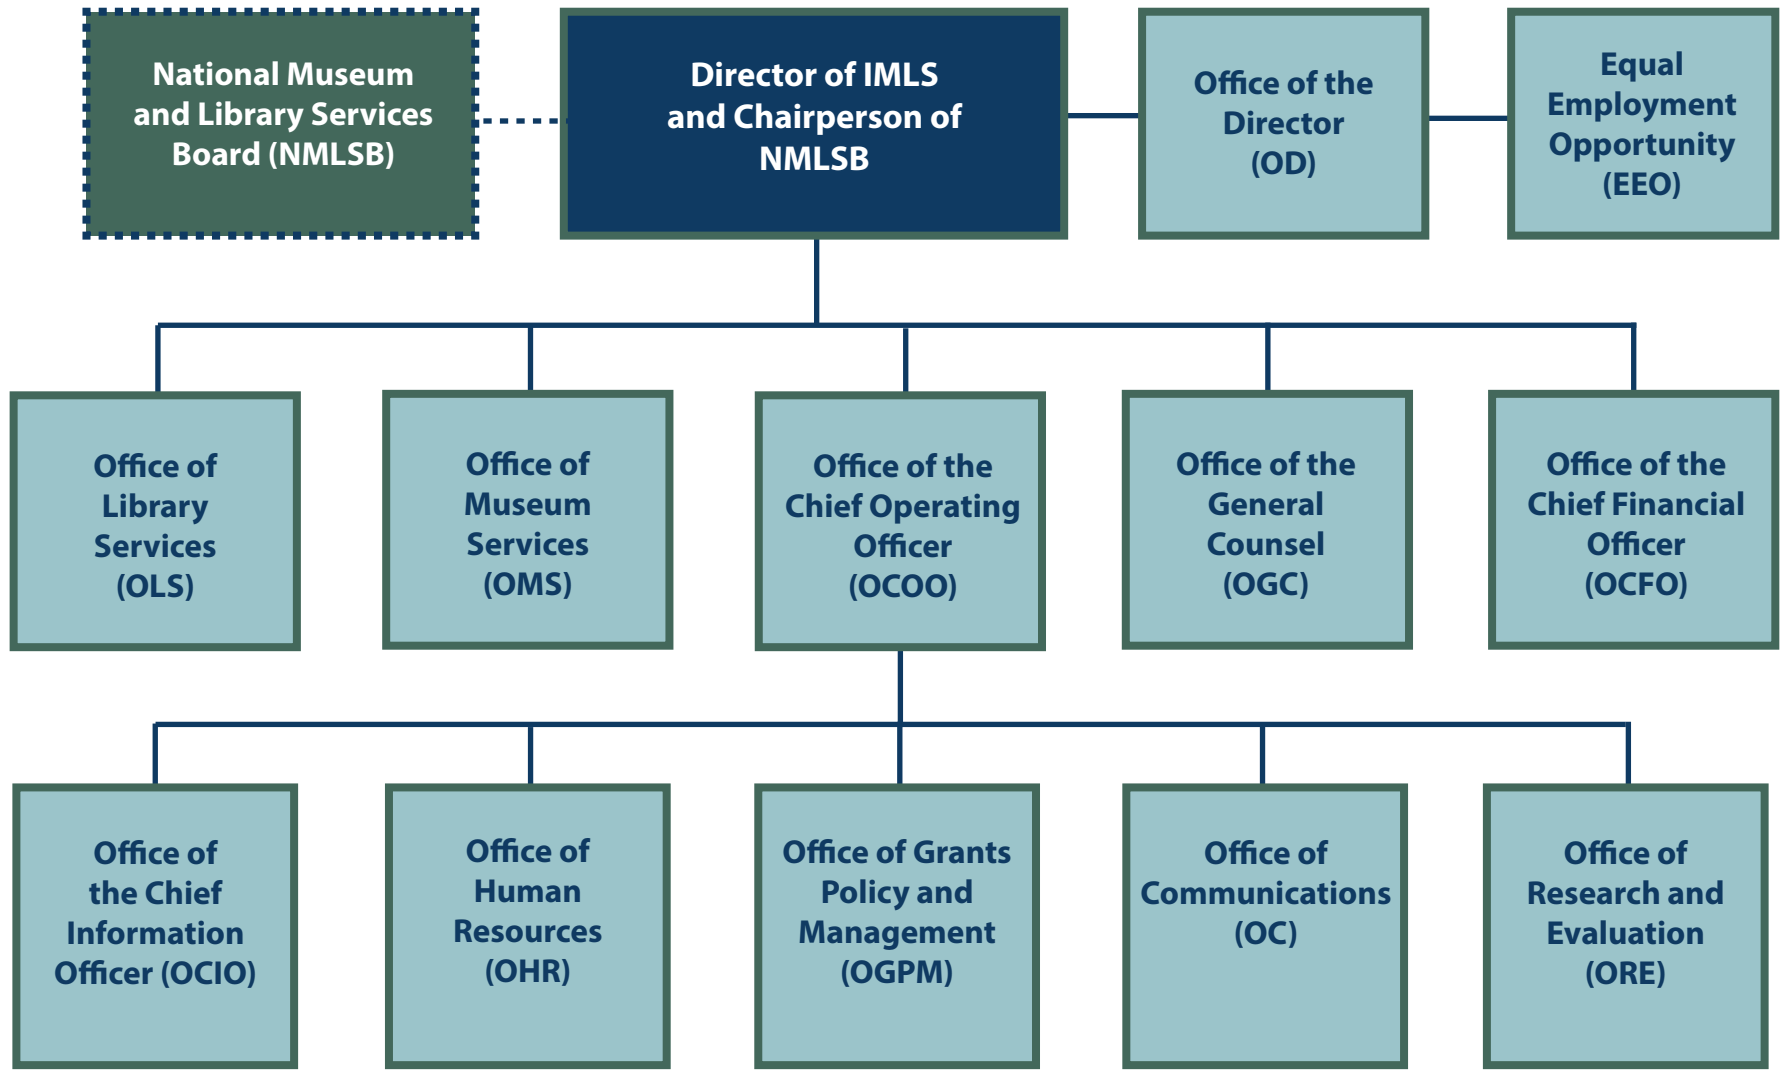 National Museum
and Library Services
Board (NMLSB)
Director of IMLS
and Chairperson of
NMLSB
Office of the
Director
(OD)
Equal
Employment
Opportunity
(EEO)
Office of
Library
Services
(OLS)
Office of
Museum
Services
(OMS)
Office of the
Chief Operating
Officer
(OCOO)
Office of the
General
Counsel
(OGC)
Office of the
Chief Financial
Officer
(OCFO)
Office of
the Chief
Information
Officer (OCIO)
Office of
Human
Resources
(OHR)
Office of Grants
Policy and
Management
(OGPM)
Office of
Communications
(OC)
Office of
Research and
Evaluation
(ORE)